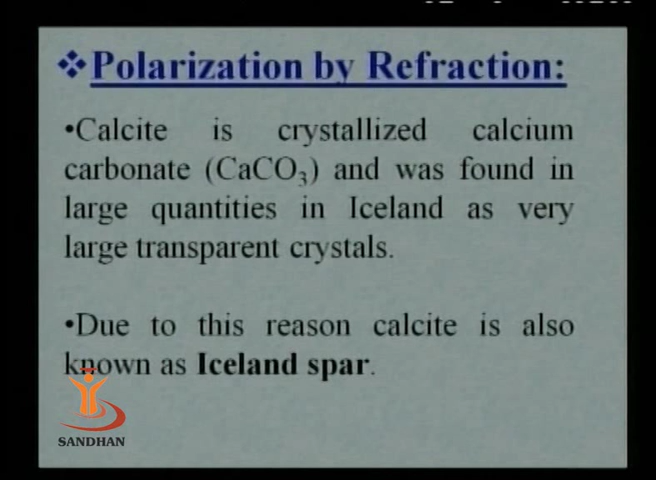 ❖Polarization by Refraction:
•Calcite is crystallized calcium
carbonate (CaCO₃) and was found in
large quantities in Iceland as very
large transparent crystals.
•Due to this reason calcite is also
known as Iceland spar.
SANDHAN